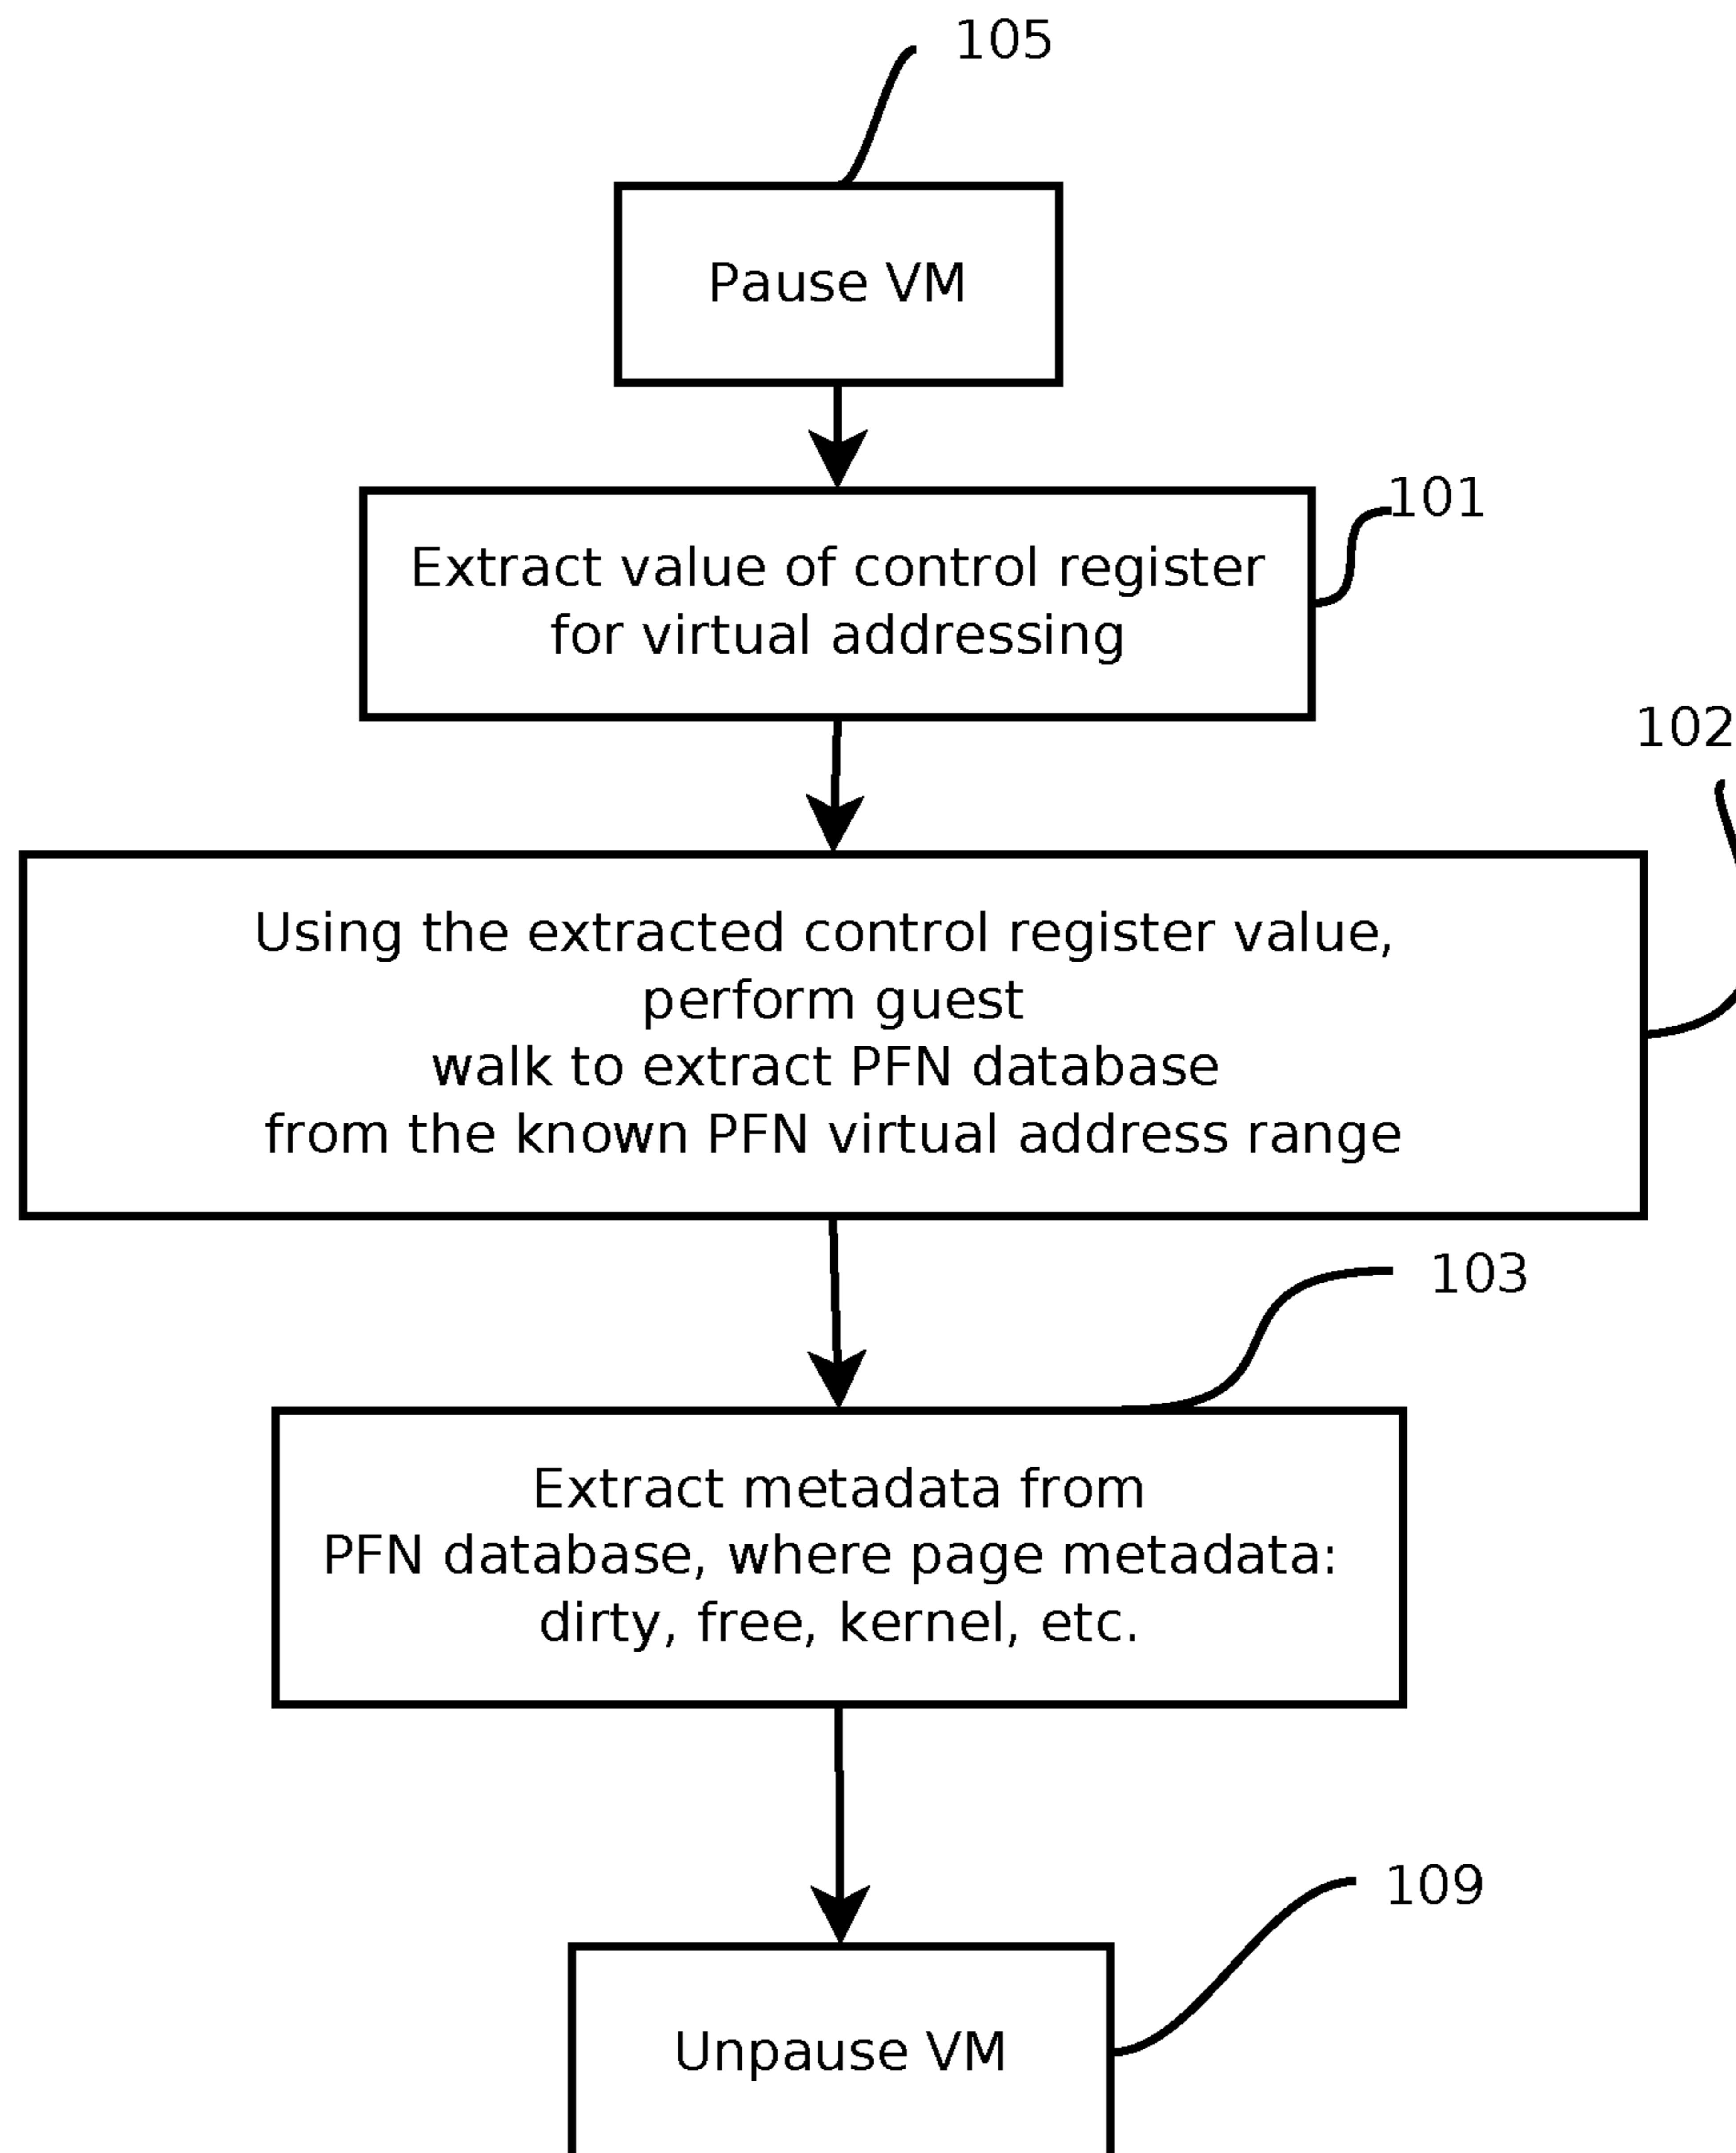 105
Pause VM
101
Extract value of control register
for virtual addressing
102
Using the extracted control register value,
perform guest
walk to extract PFN database
from the known PFN virtual address range
103
Extract metadata from
PFN database, where page metadata:
dirty, free, kernel, etc.
109
Unpause VM